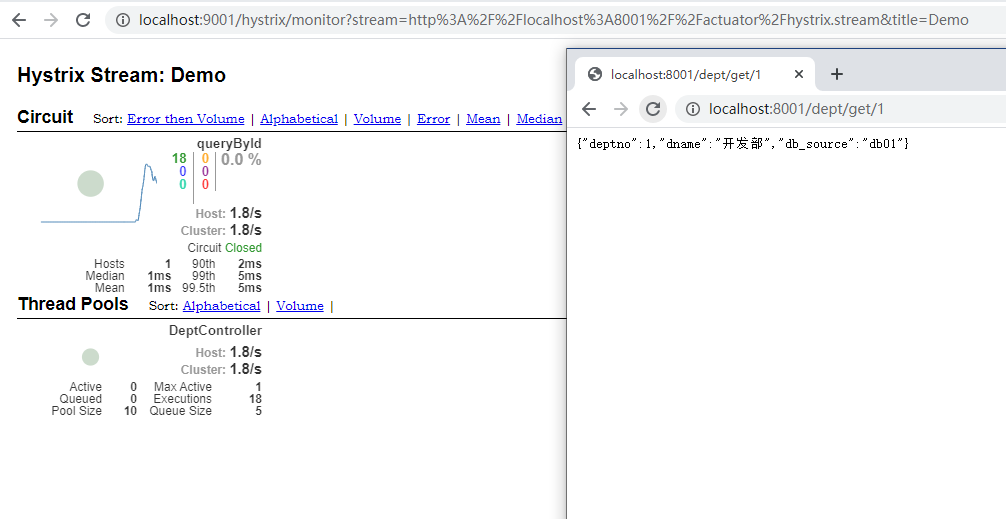 localhost:9001/hystrix/monitor?stream=http%3A%2F%2Flocalhost%3A8001%2F%2Factuator%2Fhystrix.stream&title=Demo
Hystrix Stream: Demo
Circuit Sort: Error then Volume | Alphabetical | Volume | Error | Mean | Median
queryById
18 0 0.0 %
0 0
0 0
Host: 1.8/s
Cluster: 1.8/s
Circuit Closed
Hosts 1 90th 2ms
Median 1ms 99th 5ms
Mean 1ms 99.5th 5ms
Thread Pools Sort: Alphabetical | Volume |
DeptController
Host: 1.8/s
Cluster: 1.8/s
Active 0 Max Active 1
Queued 0 Executions 18
Pool Size 10 Queue Size 5
localhost:8001/dept/get/1
localhost:8001/dept/get/1
{"deptno":1,"dname":"开发部","db_source":"db01"}